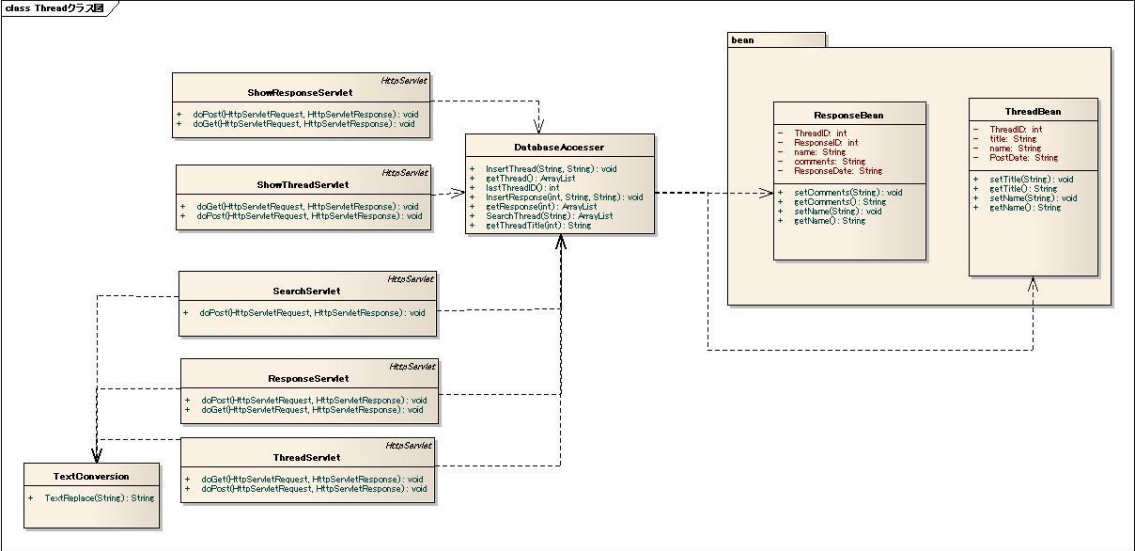 class Threadクラス図
HttpServlet
ShowResponseServlet
+ doPost(HttpServletRequest, HttpServletResponse) : void
+ doGet(HttpServletRequest, HttpServletResponse) : void
HttpServlet
ShowThreadServlet
+ doGet(HttpServletRequest, HttpServletResponse) : void
+ doPost(HttpServletRequest, HttpServletResponse) : void
HttpServlet
SearchServlet
+ doPost(HttpServletRequest, HttpServletResponse) : void
HttpServlet
ResponseServlet
+ doPost(HttpServletRequest, HttpServletResponse) : void
+ doGet(HttpServletRequest, HttpServletResponse) : void
HttpServlet
ThreadServlet
+ doGet(HttpServletRequest, HttpServletResponse) : void
+ doPost(HttpServletRequest, HttpServletResponse) : void
TextConversion
+ TextReplace(String) : String
DatabaseAccesser
+ InsertThread(String, String) : void
+ getThread() : ArrayList
+ lastThreadID() : int
+ InsertResponse(int, String, String) : void
+ getResponse(int) : ArrayList
+ SearchThread(String) : ArrayList
+ getThreadTitle(int) : String
bean
ResponseBean
- ThreadID: int
- ResponseID: int
- name: String
- comments: String
- ResponseDate: String
+ setComments(String) : void
+ getComments() : String
+ setName(String) : void
+ getName() : String
ThreadBean
- ThreadID: int
- title: String
- name: String
- PostDate: String
+ setTitle(String) : void
+ getTitle() : String
+ setName(String) : void
+ getName() : String